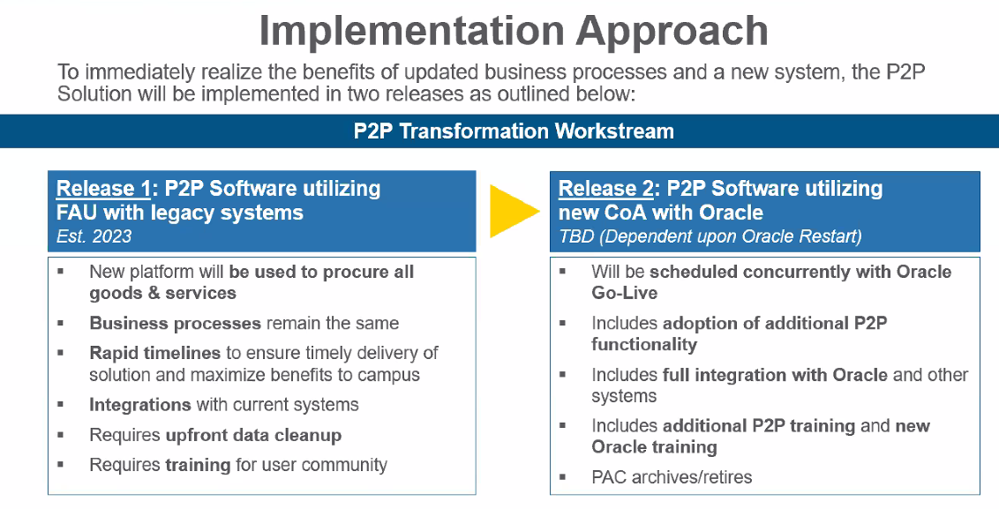 Implementation Approach
To immediately realize the benefits of updated business processes and a new system, the P2P
Solution will be implemented in two releases as outlined below:
P2P Transformation Workstream
Release 1: P2P Software utilizing
FAU with legacy systems
Est. 2023
▪ New platform will be used to procure all
goods & services
▪ Business processes remain the same
▪ Rapid timelines to ensure timely delivery of
solution and maximize benefits to campus
▪ Integrations with current systems
▪ Requires upfront data cleanup
▪ Requires training for user community
Release 2: P2P Software utilizing
new CoA with Oracle
TBD (Dependent upon Oracle Restart)
▪ Will be scheduled concurrently with Oracle
Go-Live
▪ Includes adoption of additional P2P
functionality
▪ Includes full integration with Oracle and other
systems
▪ Includes additional P2P training and new
Oracle training
▪ PAC archives/retires